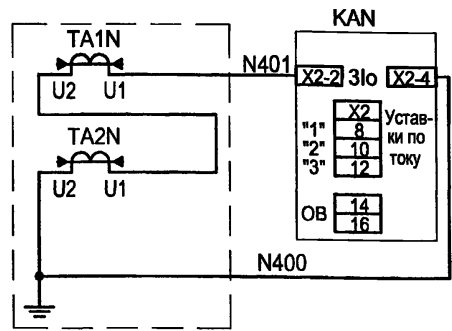 KAN
TA1N
N401
U2 U1
X2-2 3Io X2-4
X2
"1" 8
"2" 10
"3" 12
Устав-
ки по
току
TA2N
U2 U1
ОВ 14
16
N400